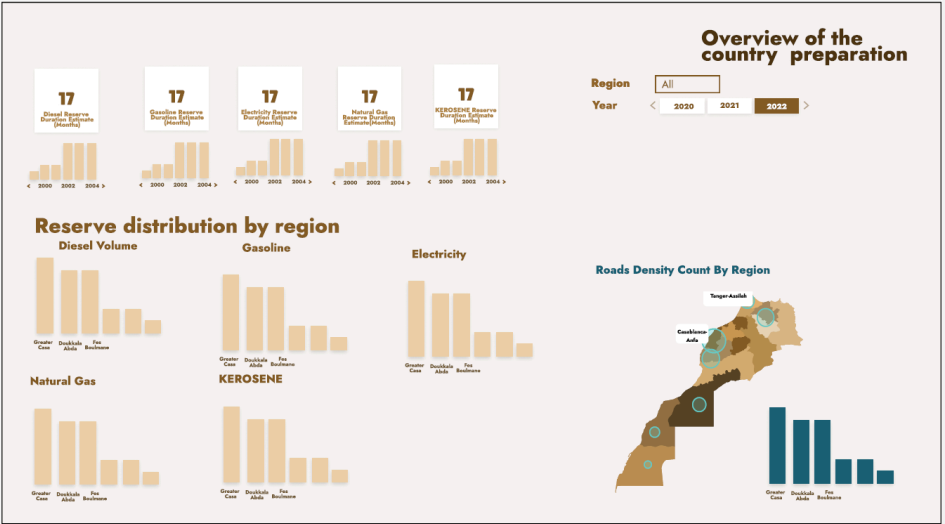 Overview of the
country preparation
Region
All
Year
<
2020
2021
2022
>
17
Diesel Reserve
Duration Estimate
(Months)
17
Gasoline Reserve
Duration Estimate
(Months)
17
Electricity Reserve
Duration Estimate
(Months)
17
Natural Gas
Reserve Duration
Estimate(Months)
17
KEROSENE Reserve
Duration Estimate
(Months)
< 2000 2002 2004 >
< 2000 2002 2004 >
< 2000 2002 2004 >
< 2000 2002 2004 >
< 2000 2002 2004 >
Reserve distribution by region
Diesel Volume
Greater
Casa
Doukkala
Abda
Fes
Boulmane
Gasoline
Greater
Casa
Doukkala
Abda
Fes
Boulmane
Electricity
Greater
Casa
Doukkala
Abda
Fes
Boulmane
Natural Gas
Greater
Casa
Doukkala
Abda
Fes
Boulmane
KEROSENE
Greater
Casa
Doukkala
Abda
Fes
Boulmane
Roads Density Count By Region
Tanger-Assilah
Casablanca-
Anfa
Greater
Casa
Doukkala
Abda
Fes
Boulmane